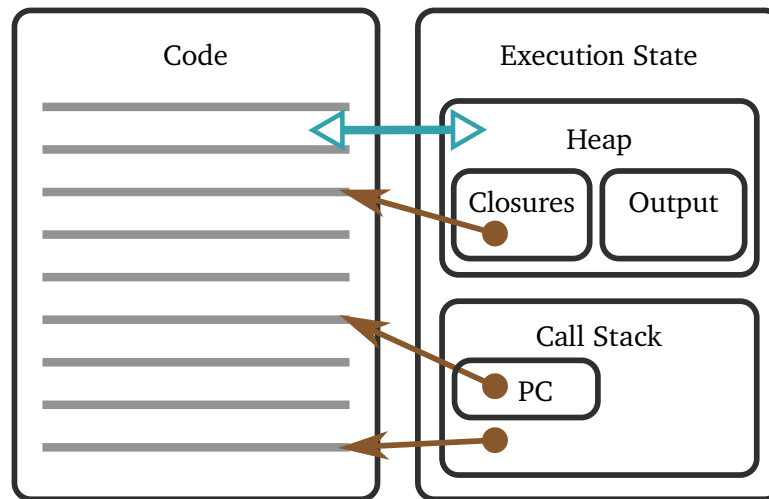 Code
Execution State
Heap
Closures
Output
Call Stack
PC